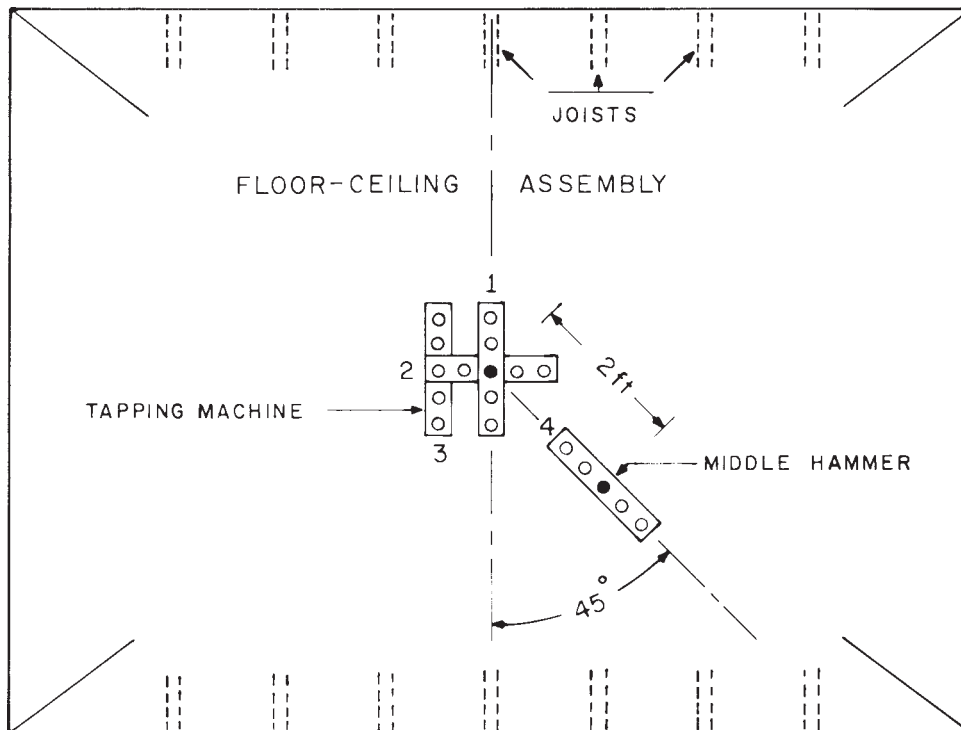 JOISTS
FLOOR-CEILING ASSEMBLY
1
2
2ft
TAPPING MACHINE
3
4
MIDDLE HAMMER
45°